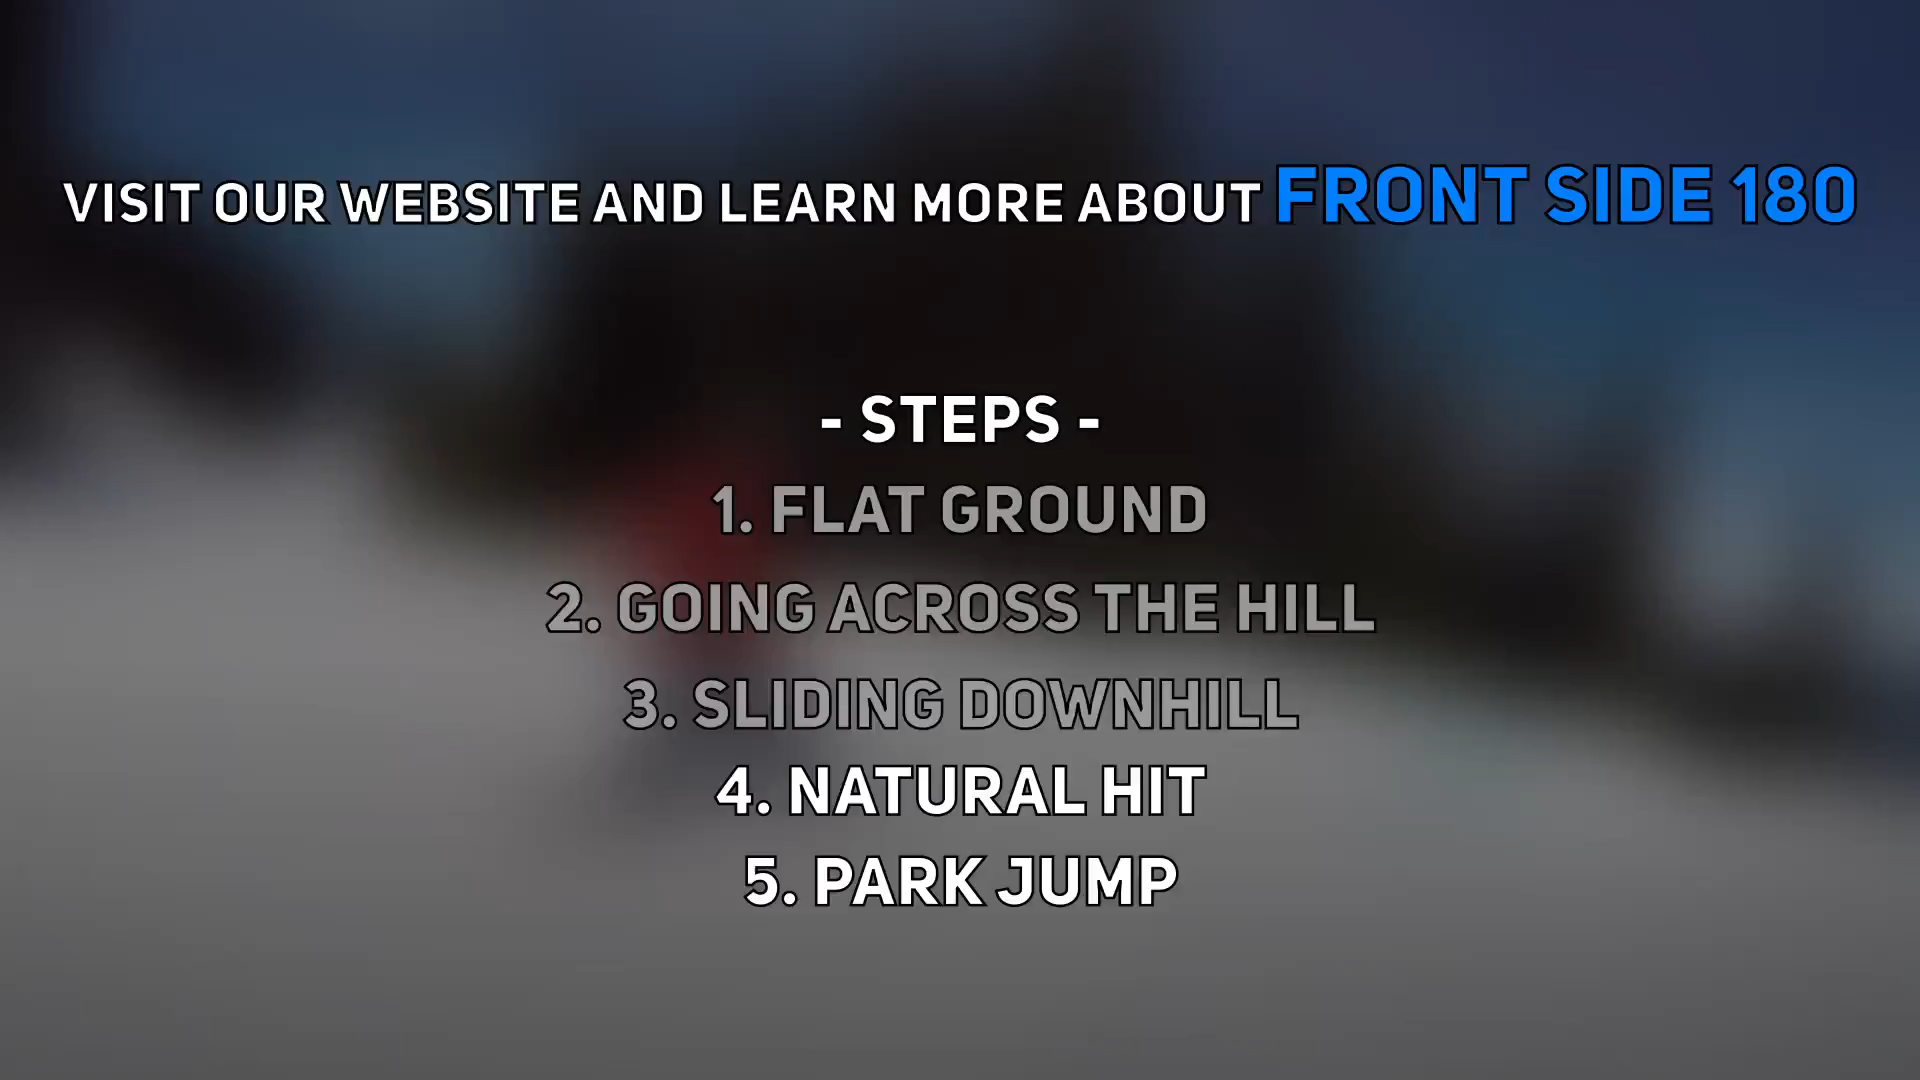 VISIT OUR WEBSITE AND LEARN MORE ABOUT FRONT SIDE 180
- STEPS -
1. FLAT GROUND
2. GOING ACROSS THE HILL
3. SLIDING DOWNHILL
4. NATURAL HIT
5. PARK JUMP